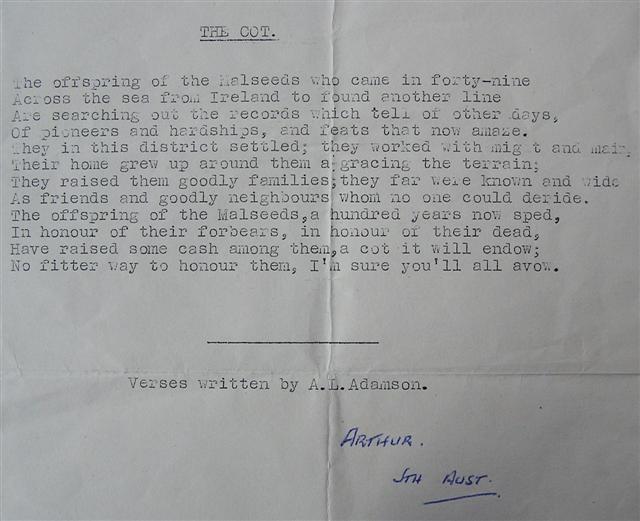 THE COT.
The offspring of the Malseeds who came in forty-nine
Across the sea from Ireland to found another line
Are searching out the records which tell of other days,
Of pioneers and hardships, and feats that now amaze.
They in this district settled; they worked with might and main,
Their home grew up around them a gracing the terrain;
They raised them goodly families;they far were known and wide
As friends and goodly neighbours whom no one could deride.
The offspring of the Malseeds,a hundred years now sped,
In honour of their forbears, in honour of their dead,
Have raised some cash among them,a cot it will endow;
No fitter way to honour them, I'm sure you'll all avow.
Verses written by A.L.Adamson.
ARTHUR.
STH AUST.